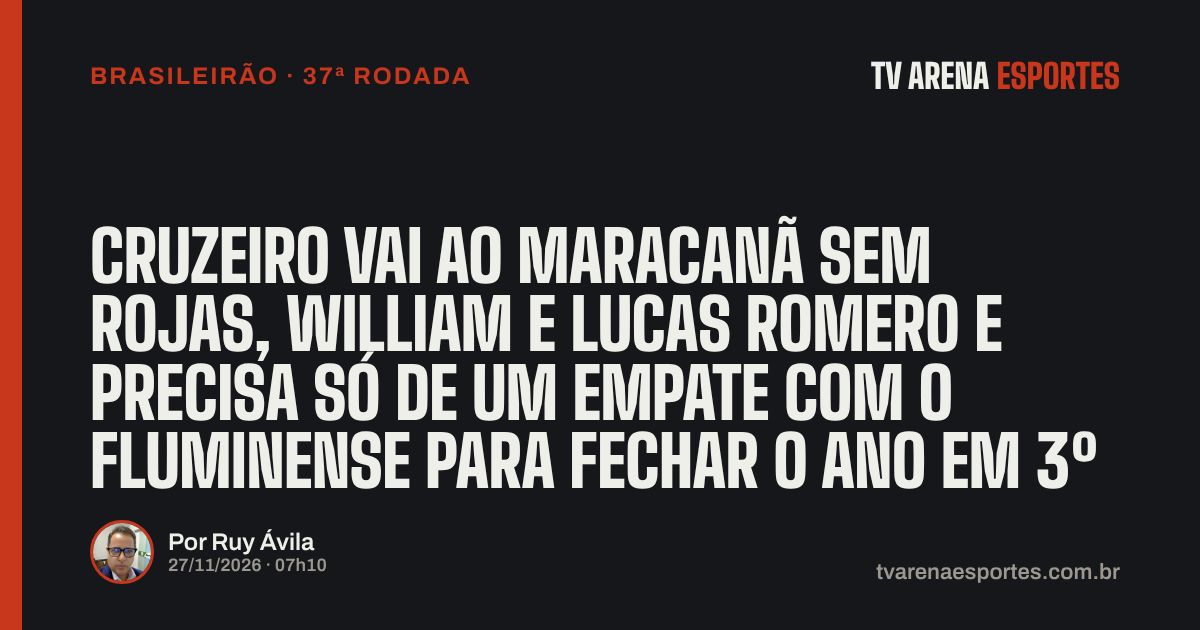 BRASILEIRÃO · 37ª RODADA
TV ARENA ESPORTES
CRUZEIRO VAI AO MARACANÃ SEM
ROJAS, WILLIAM E LUCAS ROMERO E
PRECISA SÓ DE UM EMPATE COM O
FLUMINENSE PARA FECHAR O ANO EM 3º
Por Ruy Ávila
27/11/2026 · 07h10
tvarenaesportes.com.br